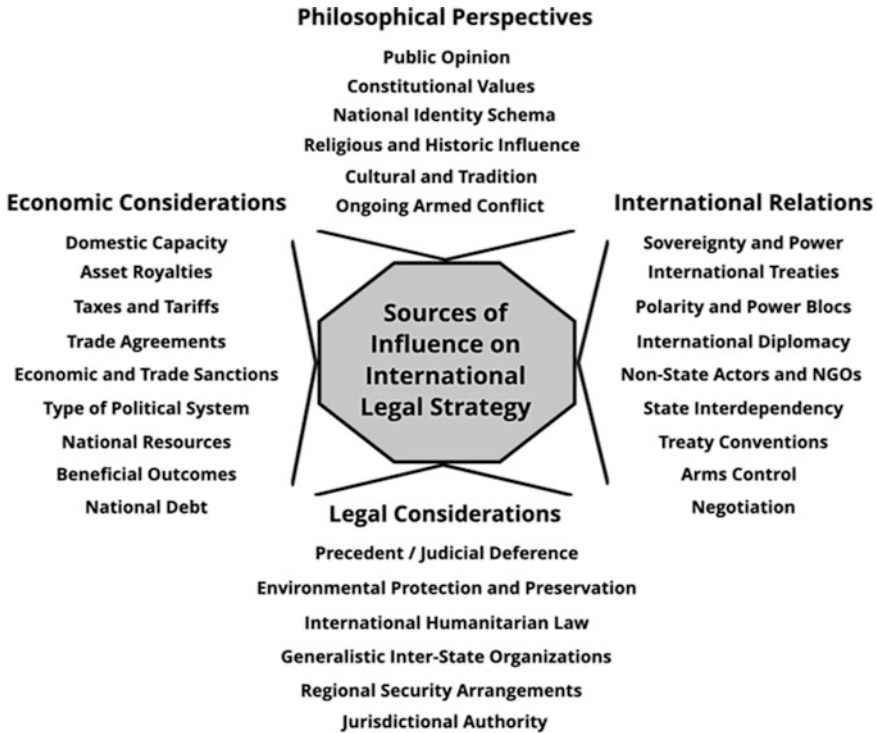 Philosophical Perspectives
Public Opinion
Constitutional Values
National Identity Schema
Religious and Historic Influence
Cultural and Tradition
Ongoing Armed Conflict
Economic Considerations
Domestic Capacity
Asset Royalties
Taxes and Tariffs
Trade Agreements
Economic and Trade Sanctions
Type of Political System
National Resources
Beneficial Outcomes
National Debt
Sources of
Influence on
International
Legal Strategy
International Relations
Sovereignty and Power
International Treaties
Polarity and Power Blocs
International Diplomacy
Non-State Actors and NGOs
State Interdependency
Treaty Conventions
Arms Control
Negotiation
Legal Considerations
Precedent / Judicial Deference
Environmental Protection and Preservation
International Humanitarian Law
Generalistic Inter-State Organizations
Regional Security Arrangements
Jurisdictional Authority